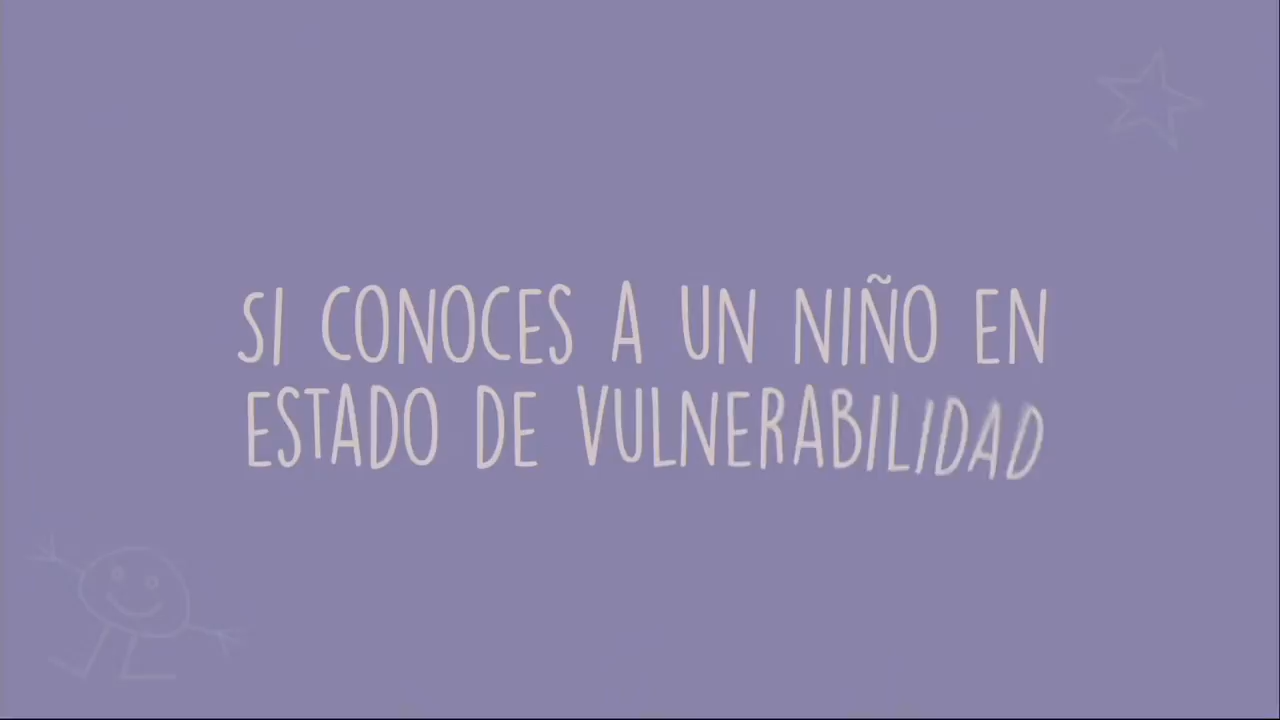 SI CONOCES A UN NIÑO EN
ESTADO DE VULNERABILIDAD